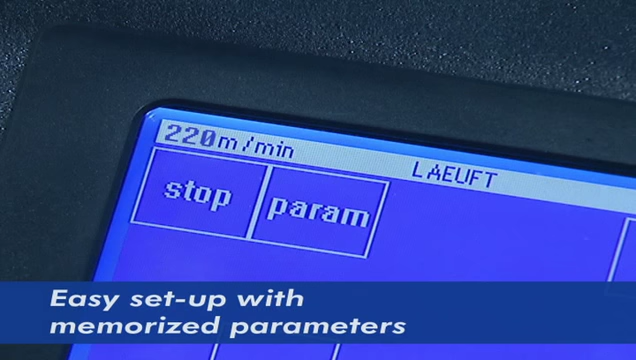 220m/min
LAEUFT
stop
param
Easy set-up with
memorized parameters